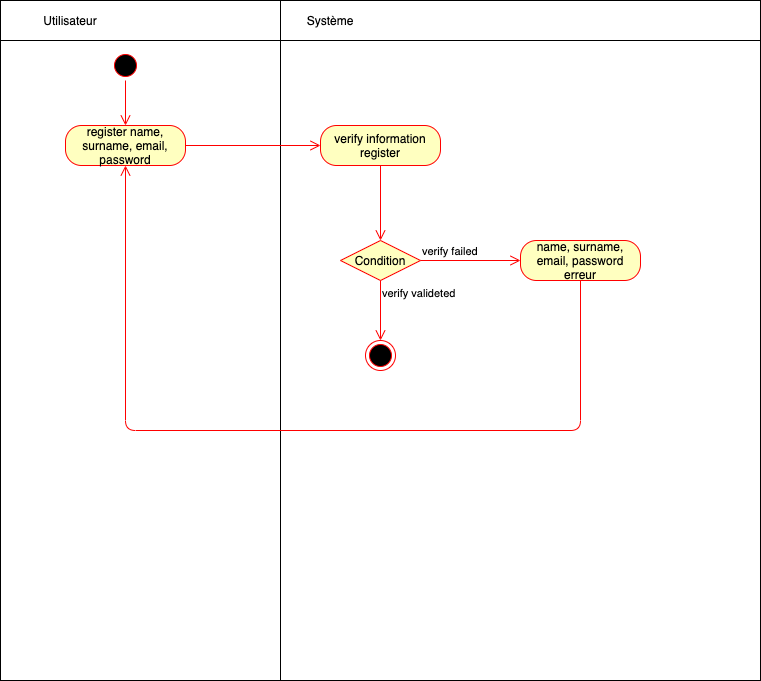 Utilisateur
Système
register name,
surname, email,
password
verify information
register
Condition
verify failed
name, surname,
email, password
erreur
verify valideted